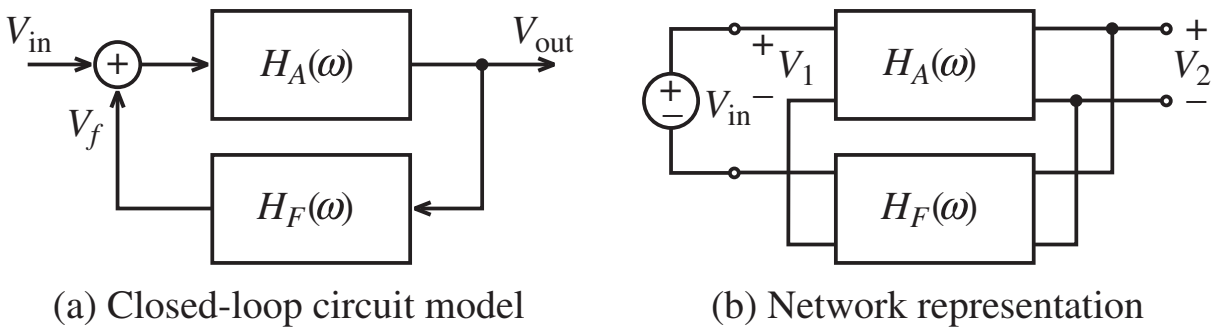 V_in
+
H_A(ω)
V_out
V_f
H_F(ω)
(a) Closed-loop circuit model
+
−
V_in
+
V_1
−
H_A(ω)
+
V_2
−
H_F(ω)
(b) Network representation